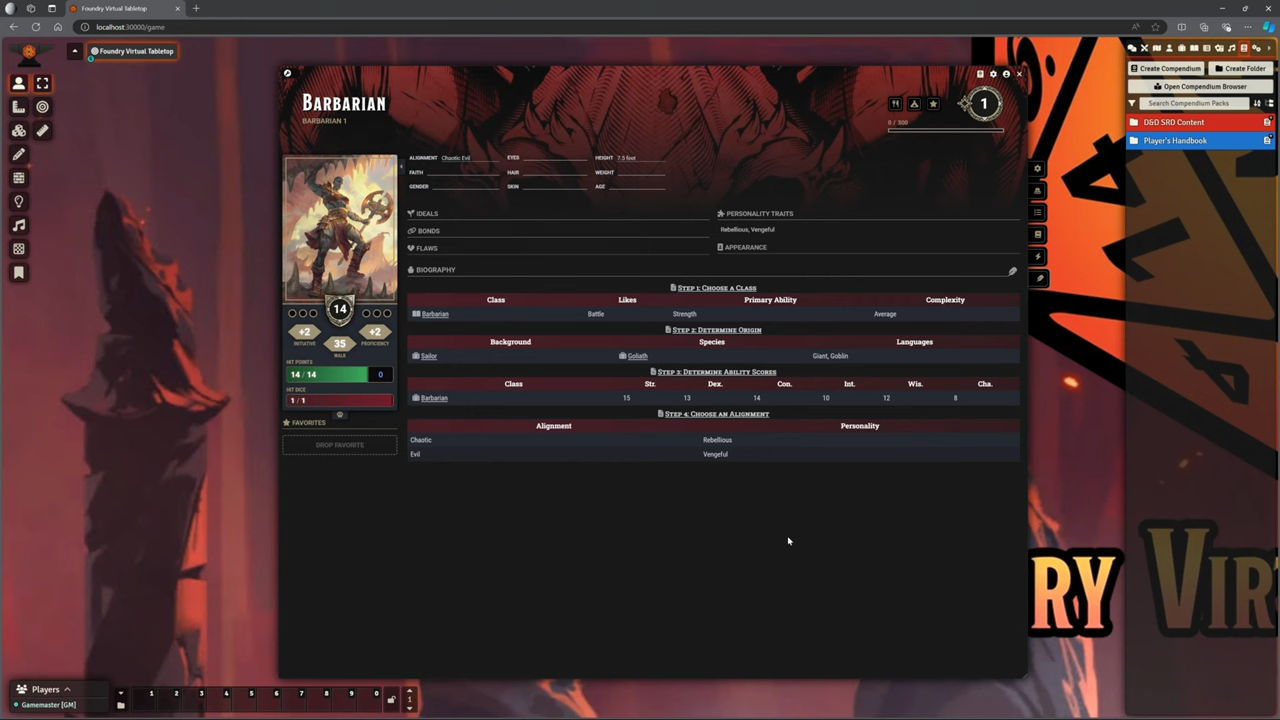 Foundry Virtual Tabletop
localhost:30000/game
Foundry Virtual Tabletop
Create Compendium
Create Folder
Open Compendium Browser
Search Compendium Packs
D&D SRD Content
Player's Handbook
Barbarian
BARBARIAN 1
1
0 / 300
ALIGNMENT Chaotic Evil EYES HEIGHT 7.5 feet
FAITH HAIR WEIGHT
GENDER SKIN AGE
IDEALS
PERSONALITY TRAITS
BONDS
Rebellious, Vengeful
FLAWS
APPEARANCE
BIOGRAPHY
Step 1: Choose a Class
Class Likes Primary Ability Complexity
Barbarian Battle Strength Average
Step 2: Determine Origin
Background Species Languages
Sailor Goliath Giant, Goblin
Step 3: Determine Ability Scores
Class Str. Dex. Con. Int. Wis. Cha.
Barbarian 15 13 14 10 12 8
Step 4: Choose an Alignment
Alignment Personality
Chaotic Rebellious
Evil Vengeful
14
+2 +2
INITIATIVE 35 PROFICIENCY
WALK
HIT POINTS
14 / 14 0
HIT DICE
1 / 1
FAVORITES
DROP FAVORITE
RY VIR
Players
Gamemaster [GM]
1 2 3 4 5 6 7 8 9 0
1